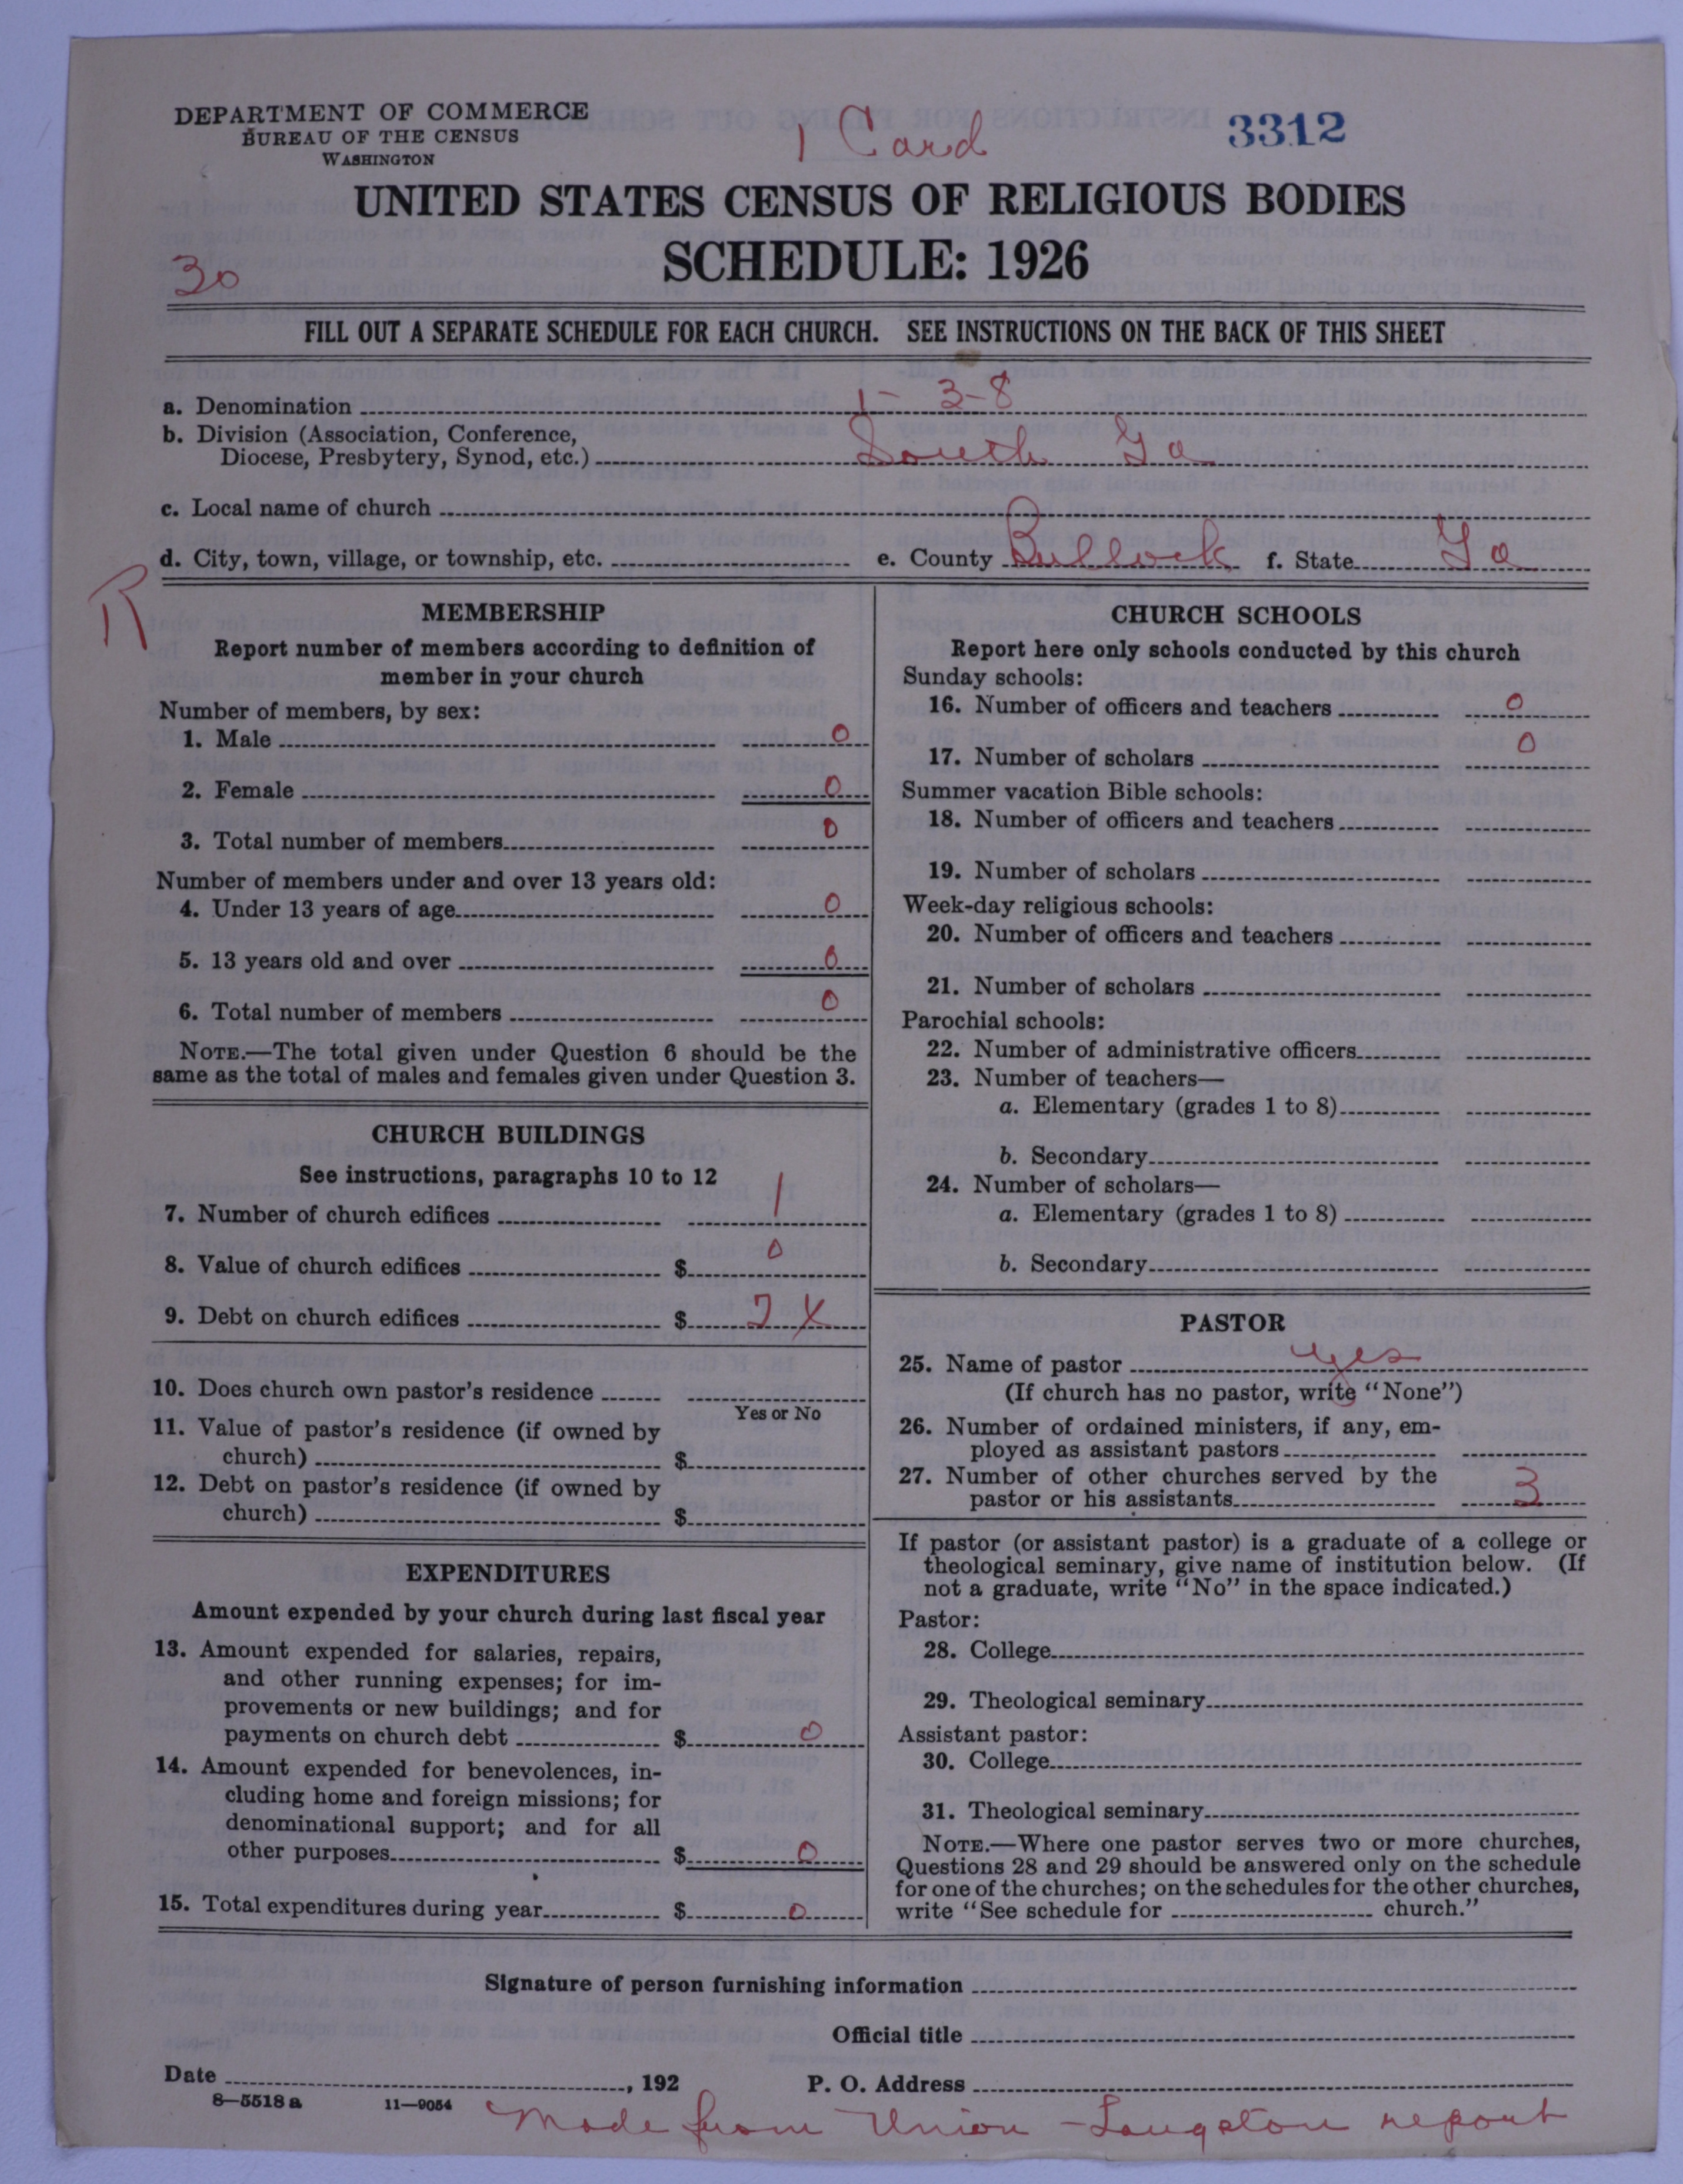 DEPARTMENT OF COMMERCE
BUREAU OF THE CENSUS
WASHINGTON
1 Card
3312
UNITED STATES CENSUS OF RELIGIOUS BODIES
SCHEDULE: 1926
30
FILL OUT A SEPARATE SCHEDULE FOR EACH CHURCH. SEE INSTRUCTIONS ON THE BACK OF THIS SHEET
a. Denomination 1-3-8
b. Division (Association, Conference,
Diocese, Presbytery, Synod, etc.) South Ga
c. Local name of church
d. City, town, village, or township, etc. e. County Bullock f. State Ga
R
MEMBERSHIP
Report number of members according to definition of
member in your church
Number of members, by sex:
1. Male 0
2. Female 0
3. Total number of members 0
Number of members under and over 13 years old:
4. Under 13 years of age 0
5. 13 years old and over 0
6. Total number of members 0
NOTE.—The total given under Question 6 should be the
same as the total of males and females given under Question 3.
CHURCH BUILDINGS
See instructions, paragraphs 10 to 12
7. Number of church edifices 1
8. Value of church edifices $ 0
9. Debt on church edifices $ X
10. Does church own pastor's residence
Yes or No
11. Value of pastor's residence (if owned by
church) $
12. Debt on pastor's residence (if owned by
church) $
EXPENDITURES
Amount expended by your church during last fiscal year
13. Amount expended for salaries, repairs,
and other running expenses; for im-
provements or new buildings; and for
payments on church debt $ 0
14. Amount expended for benevolences, in-
cluding home and foreign missions; for
denominational support; and for all
other purposes $ 0
15. Total expenditures during year $ 0
CHURCH SCHOOLS
Report here only schools conducted by this church
Sunday schools:
16. Number of officers and teachers 0
17. Number of scholars 0
Summer vacation Bible schools:
18. Number of officers and teachers
19. Number of scholars
Week-day religious schools:
20. Number of officers and teachers
21. Number of scholars
Parochial schools:
22. Number of administrative officers
23. Number of teachers—
a. Elementary (grades 1 to 8)
b. Secondary
24. Number of scholars—
a. Elementary (grades 1 to 8)
b. Secondary
PASTOR
25. Name of pastor yes
(If church has no pastor, write "None")
26. Number of ordained ministers, if any, em-
ployed as assistant pastors
27. Number of other churches served by the
pastor or his assistants 3
If pastor (or assistant pastor) is a graduate of a college or
theological seminary, give name of institution below. (If
not a graduate, write "No" in the space indicated.)
Pastor:
28. College
29. Theological seminary
Assistant pastor:
30. College
31. Theological seminary
NOTE.—Where one pastor serves two or more churches,
Questions 28 and 29 should be answered only on the schedule
for one of the churches; on the schedules for the other churches,
write "See schedule for church."
Signature of person furnishing information
Official title
Date , 192 P. O. Address
8—5518a 11—9054
Made from Union - Langston report